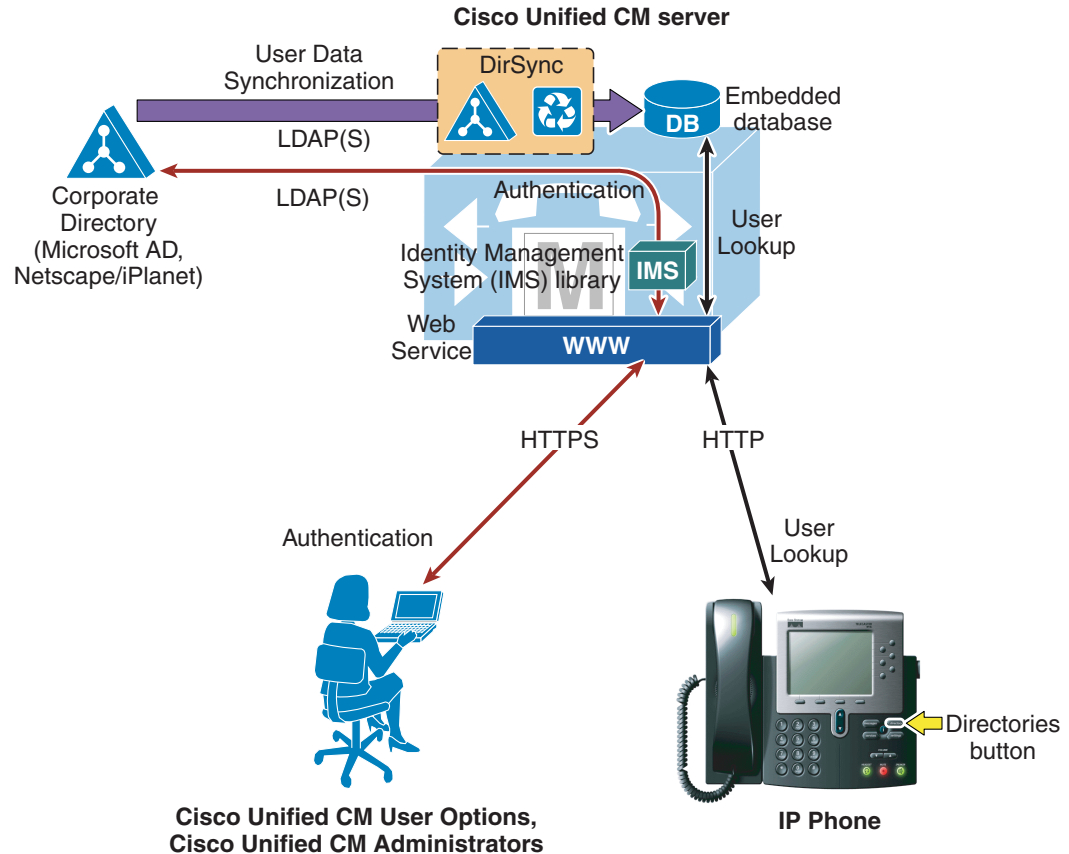 Cisco Unified CM server
User Data
Synchronization
DirSync
LDAP(S)
DB
Embedded
database
LDAP(S)
Authentication
Corporate
Directory
(Microsoft AD,
Netscape/iPlanet)
User
Lookup
Identity Management
System (IMS) library
IMS
M
Web
Service
WWW
HTTPS
HTTP
Authentication
User
Lookup
Directories
button
Cisco Unified CM User Options,
Cisco Unified CM Administrators
IP Phone